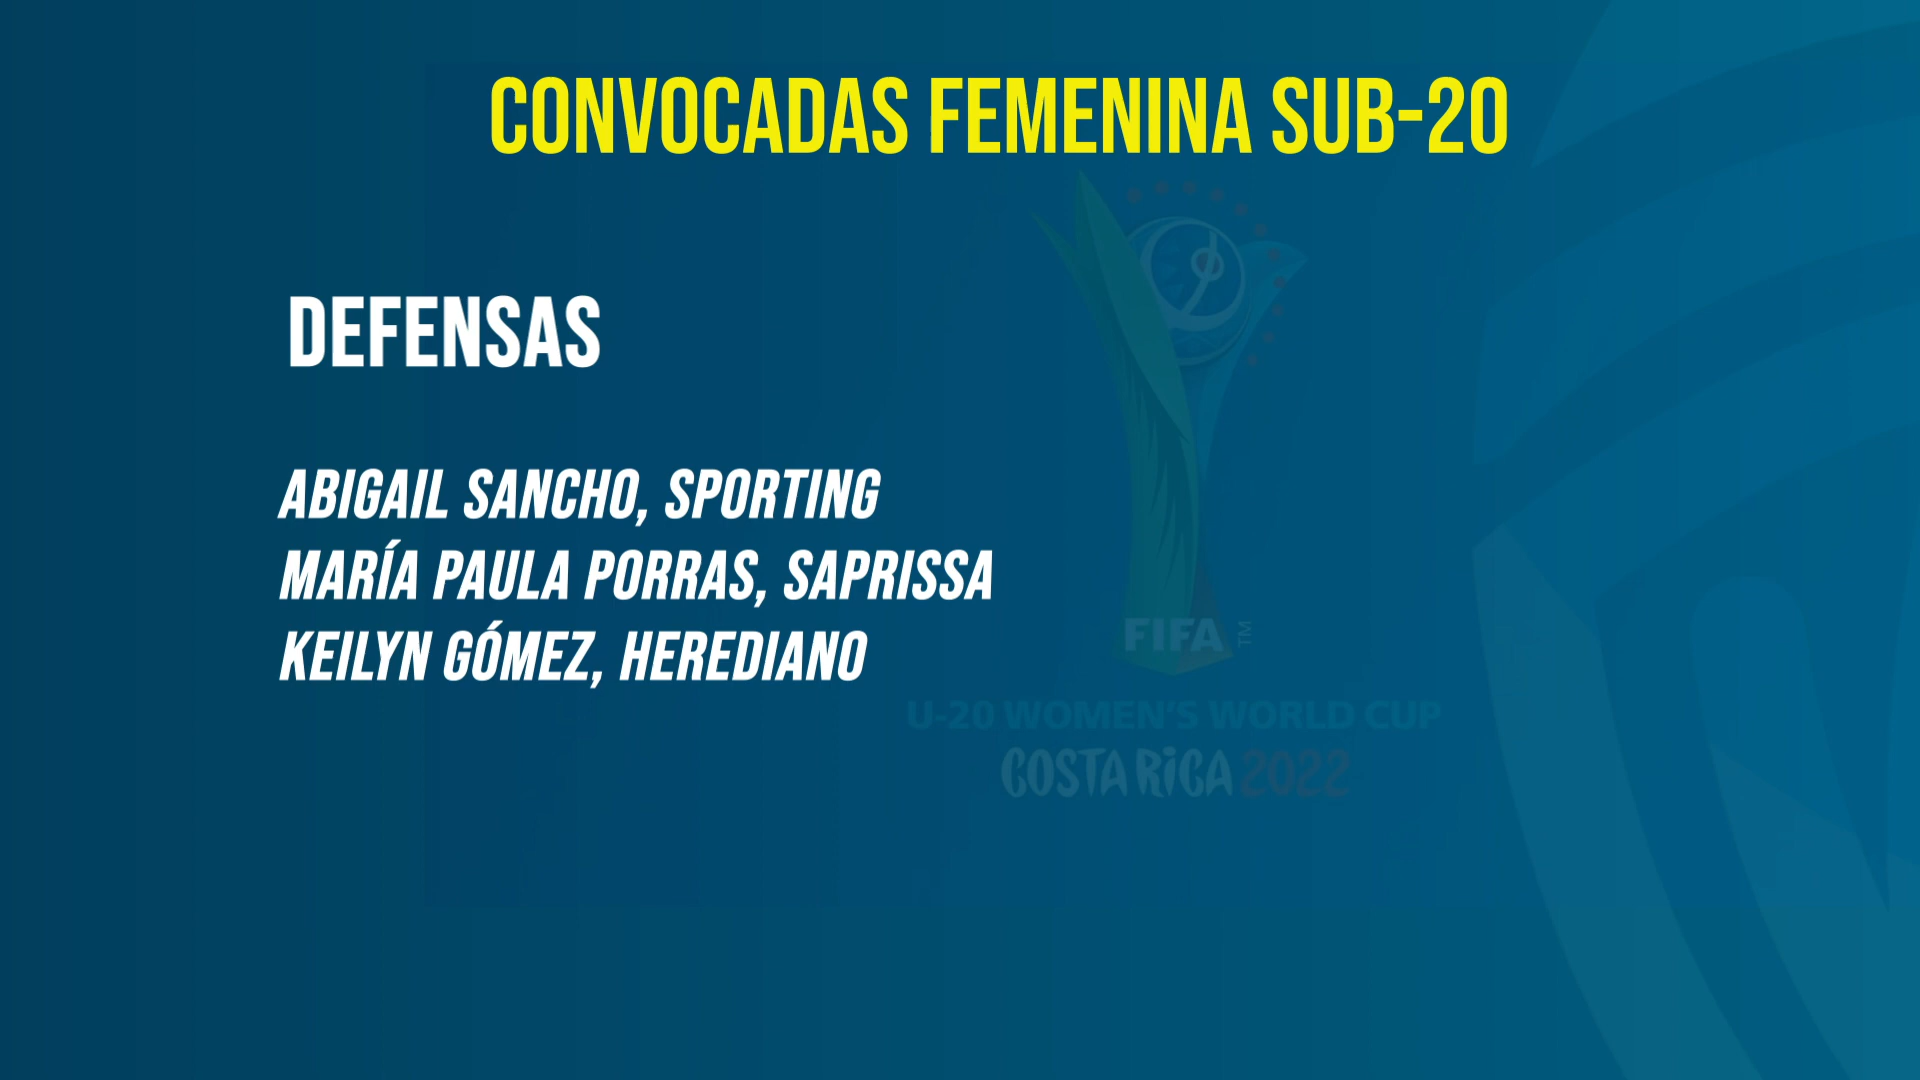 CONVOCADAS FEMENINA SUB-20
DEFENSAS
ABIGAIL SANCHO, SPORTING
MARÍA PAULA PORRAS, SAPRISSA
KEILYN GÓMEZ, HEREDIANO
FIFA TM
U-20 WOMEN'S WORLD CUP
COSTA RiCA 2022